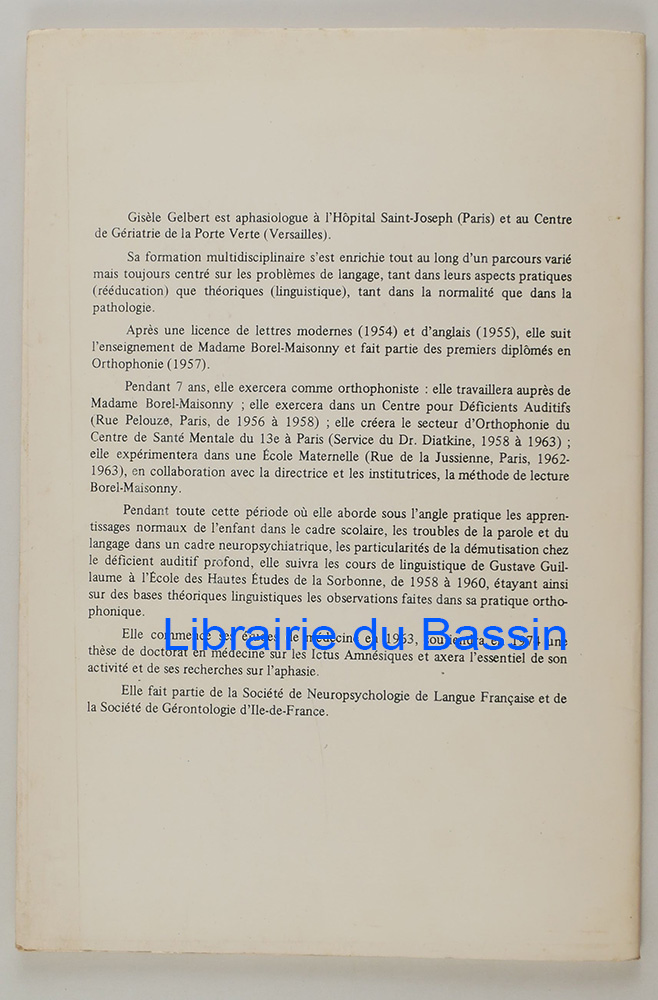 Gisèle Gelbert est aphasiologue à l'Hôpital Saint-Joseph (Paris) et au Centre
de Gériatrie de la Porte Verte (Versailles).
Sa formation multidisciplinaire s'est enrichie tout au long d'un parcours varié
mais toujours centré sur les problèmes de langage, tant dans leurs aspects pratiques
(rééducation) que théoriques (linguistique), tant dans la normalité que dans la
pathologie.
Après une licence de lettres modernes (1954) et d'anglais (1955), elle suit
l'enseignement de Madame Borel-Maisonny et fait partie des premiers diplômés en
Orthophonie (1957).
Pendant 7 ans, elle exercera comme orthophoniste : elle travaillera auprès de
Madame Borel-Maisonny ; elle exercera dans un Centre pour Déficients Auditifs
(Rue Pelouze, Paris, de 1956 à 1958) ; elle créera le secteur d'Orthophonie du
Centre de Santé Mentale du 13e à Paris (Service du Dr. Diatkine, 1958 à 1963) ;
elle expérimentera dans une École Maternelle (Rue de la Jussienne, Paris, 1962-
1963), en collaboration avec la directrice et les institutrices, la méthode de lecture
Borel-Maisonny.
Pendant toute cette période où elle aborde sous l'angle pratique les appren-
tissages normaux de l'enfant dans le cadre scolaire, les troubles de la parole et du
langage dans un cadre neuropsychiatrique, les particularités de la démutisation chez
le déficient auditif profond, elle suivra les cours de linguistique de Gustave Guil-
laume à l'École des Hautes Études de la Sorbonne, de 1958 à 1960, étayant ainsi
sur des bases théoriques linguistiques les observations faites dans sa pratique ortho-
phonique.
Elle commence ses études de médecine en 1963, soutiendra en 1974 une
thèse de doctorat en médecine sur les Ictus Amnésiques et axera l'essentiel de son
activité et de ses recherches sur l'aphasie.
Elle fait partie de la Société de Neuropsychologie de Langue Française et de
la Société de Gérontologie d'Ile-de-France.
Librairie du Bassin